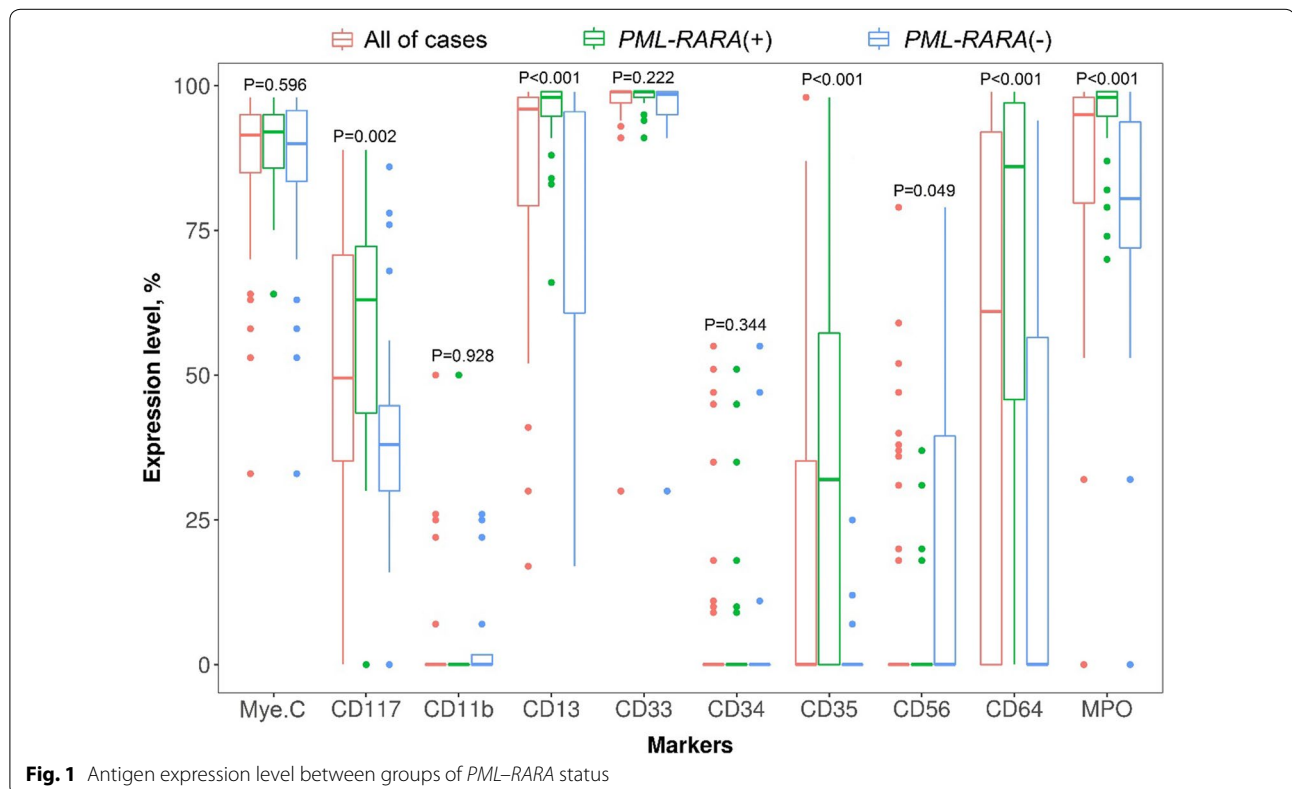 All of cases PML-RARA(+) PML-RARA(-)
P=0.596
P=0.002
P=0.928
P<0.001
P=0.222
P=0.344
P<0.001
P=0.049
P<0.001
P<0.001
Expression level, %
100
75
50
25
0
Mye.C CD117 CD11b CD13 CD33 CD34 CD35 CD56 CD64 MPO
Markers
Fig. 1 Antigen expression level between groups of PML–RARA status